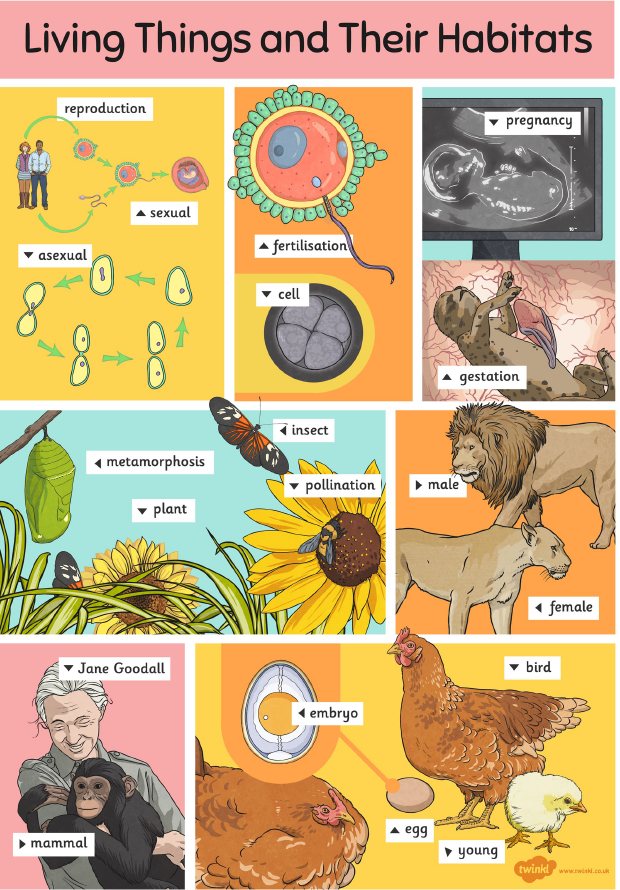 Living Things and Their Habitats
reproduction
sexual
asexual
fertilisation
cell
pregnancy
gestation
insect
metamorphosis
pollination
plant
male
female
Jane Goodall
mammal
bird
embryo
egg
young
twinkl
www.twinkl.co.uk